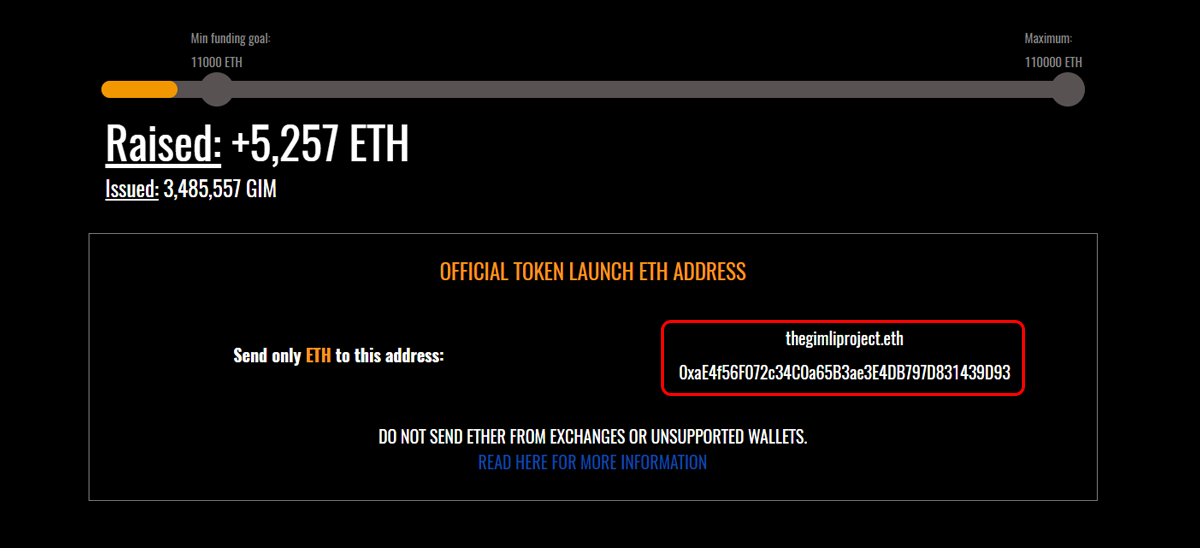 Min funding goal:
Maximum:
11000 ETH
110000 ETH
Raised: +5,257 ETH
Issued: 3,485,557 GIM
OFFICIAL TOKEN LAUNCH ETH ADDRESS
Send only ETH to this address:
thegimliproject.eth
0xaE4f56F072c34C0a65B3ae3E4DB797D831439D93
DO NOT SEND ETHER FROM EXCHANGES OR UNSUPPORTED WALLETS.
READ HERE FOR MORE INFORMATION